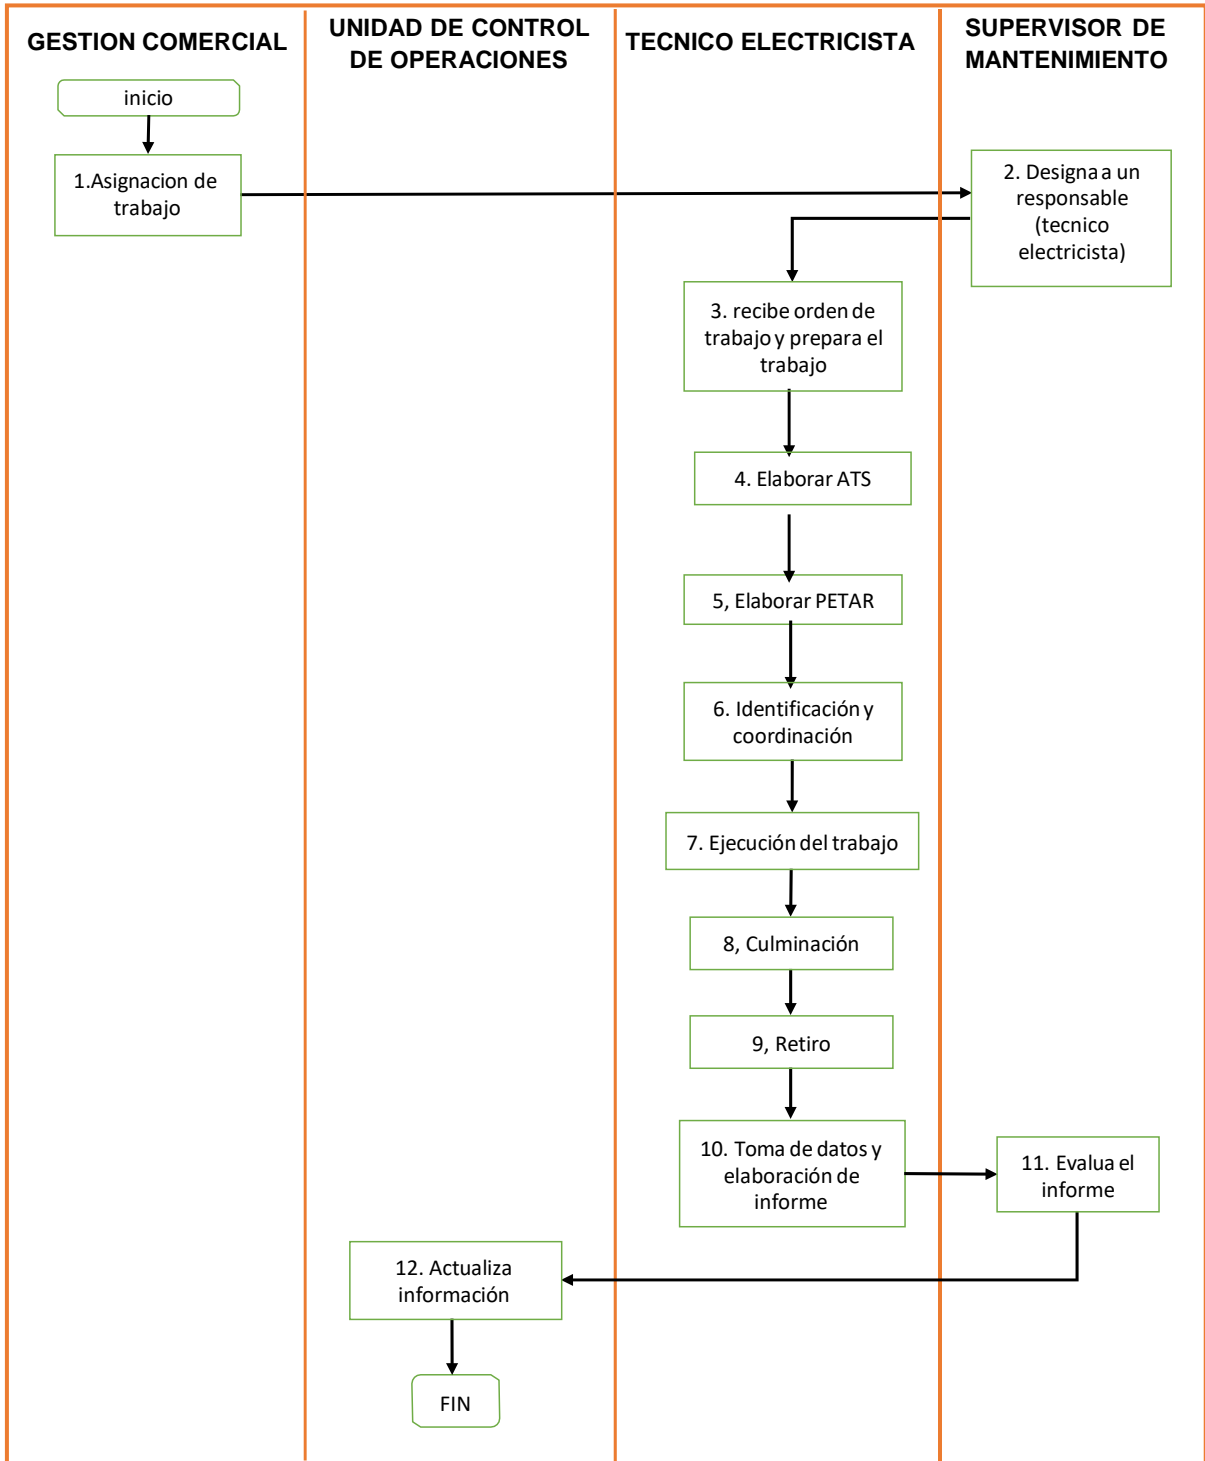 GESTION COMERCIAL
UNIDAD DE CONTROL
DE OPERACIONES
TECNICO ELECTRICISTA
SUPERVISOR DE
MANTENIMIENTO
inicio
1.Asignacion de
trabajo
2. Designa a un
responsable
(tecnico
electricista)
3. recibe orden de
trabajo y prepara el
trabajo
4. Elaborar ATS
5, Elaborar PETAR
6. Identificación y
coordinación
7. Ejecución del trabajo
8, Culminación
9, Retiro
10. Toma de datos y
elaboración de
informe
11. Evalua el
informe
12. Actualiza
información
FIN